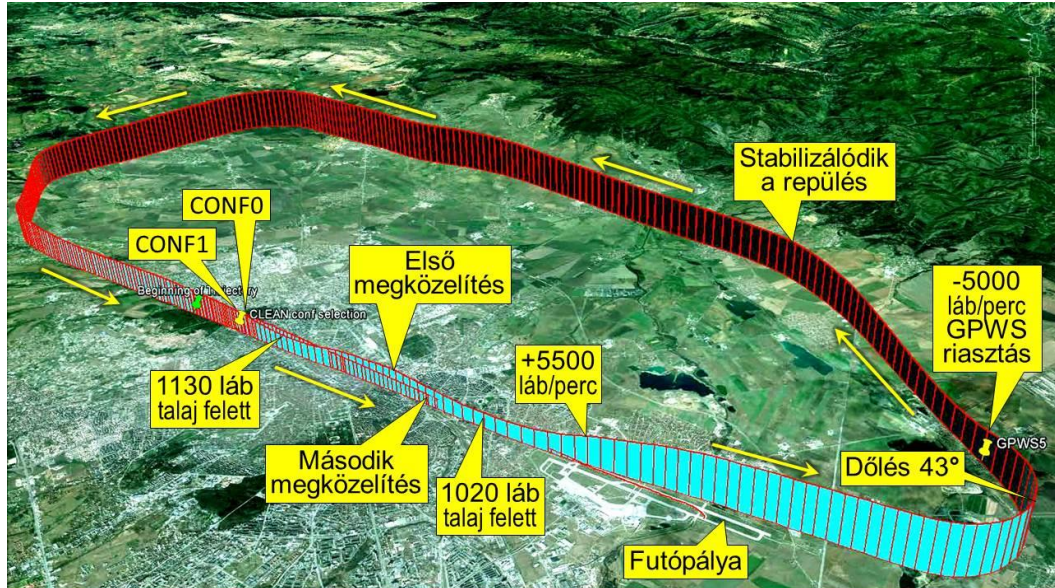 Stabilizálódik
a repülés
CONF0
CONF1
Első
megközelítés
-5000
láb/perc
GPWS
riasztás
Beginning of trajectory
CLEAN conf selection
+5500
láb/perc
1130 láb
talaj felett
GPWS5
Dőlés 43°
Második
megközelítés
1020 láb
talaj felett
Futópálya